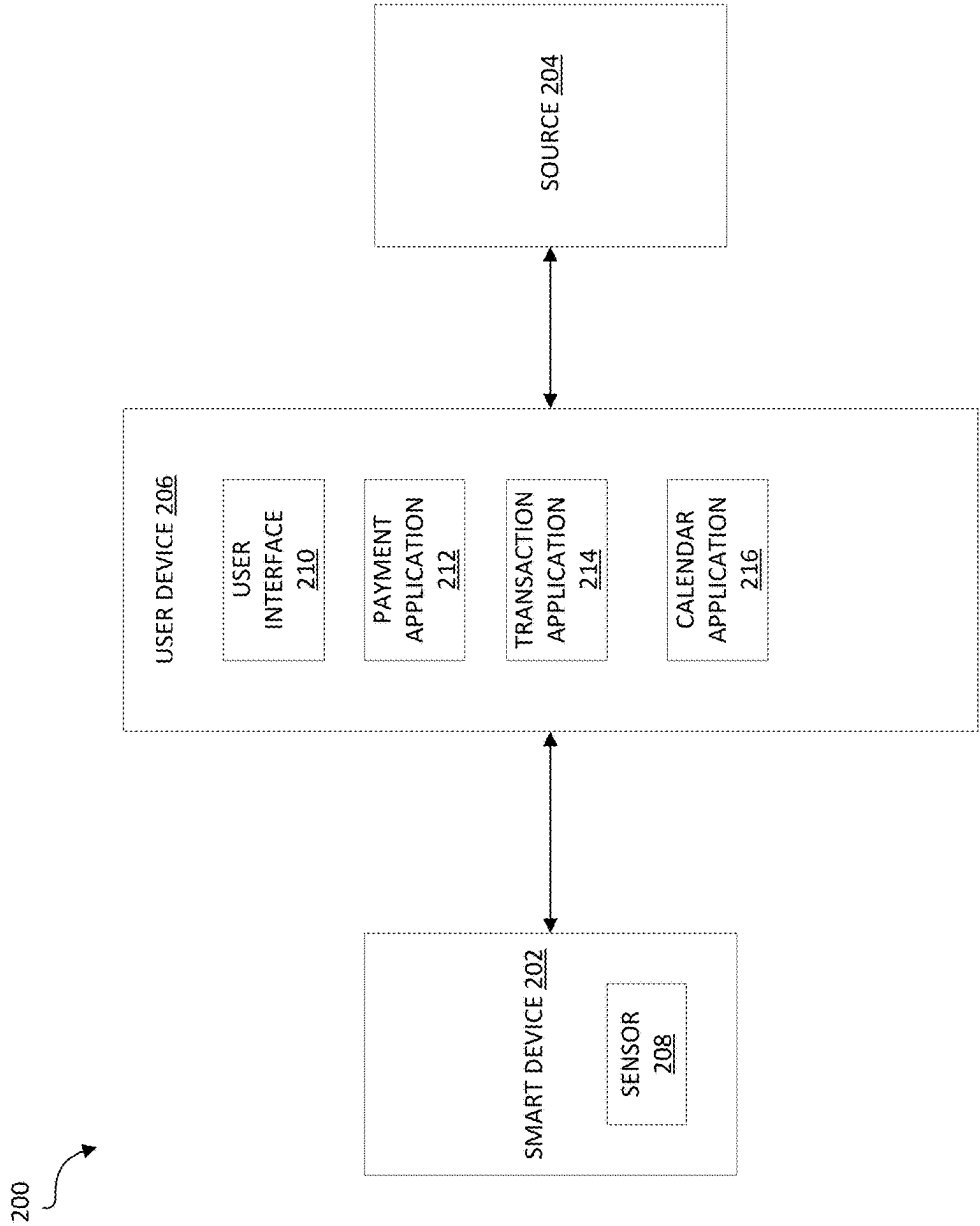 200
SMART DEVICE 202
SENSOR
208
USER DEVICE 206
USER
INTERFACE
210
PAYMENT
APPLICATION
212
TRANSACTION
APPLICATION
214
CALENDAR
APPLICATION
216
SOURCE 204